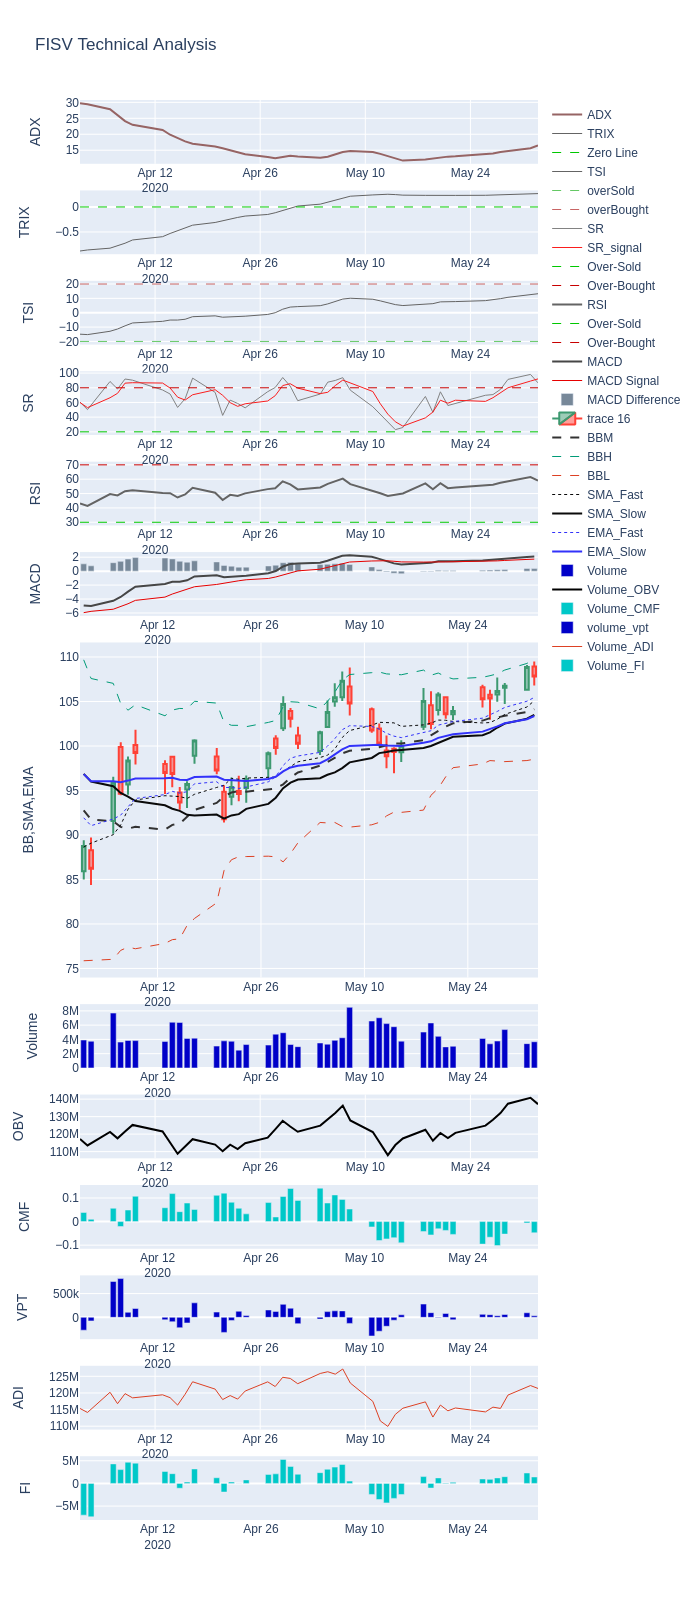 FISV Technical Analysis
30
25
20
15
ADX
Apr 12
2020
Apr 26
May 10
May 24
0
−0.5
TRIX
Apr 12
2020
Apr 26
May 10
May 24
20
10
0
−10
−20
TSI
Apr 12
2020
Apr 26
May 10
May 24
100
80
60
40
20
SR
Apr 12
2020
Apr 26
May 10
May 24
70
60
50
40
30
RSI
Apr 12
2020
Apr 26
May 10
May 24
2
0
−2
−4
−6
MACD
Apr 12
2020
Apr 26
May 10
May 24
110
105
100
95
90
85
80
75
BB,SMA,EMA
Apr 12
2020
Apr 26
May 10
May 24
8M
6M
4M
2M
0
Volume
Apr 12
2020
Apr 26
May 10
May 24
140M
130M
120M
110M
OBV
Apr 12
2020
Apr 26
May 10
May 24
0.1
0
−0.1
CMF
Apr 12
2020
Apr 26
May 10
May 24
500k
0
VPT
Apr 12
2020
Apr 26
May 10
May 24
125M
120M
115M
110M
ADI
Apr 12
2020
Apr 26
May 10
May 24
5M
0
−5M
FI
Apr 12
2020
Apr 26
May 10
May 24
ADX
TRIX
Zero Line
TSI
overSold
overBought
SR
SR_signal
Over-Sold
Over-Bought
RSI
Over-Sold
Over-Bought
MACD
MACD Signal
MACD Difference
trace 16
BBM
BBH
BBL
SMA_Fast
SMA_Slow
EMA_Fast
EMA_Slow
Volume
Volume_OBV
Volume_CMF
volume_vpt
Volume_ADI
Volume_FI